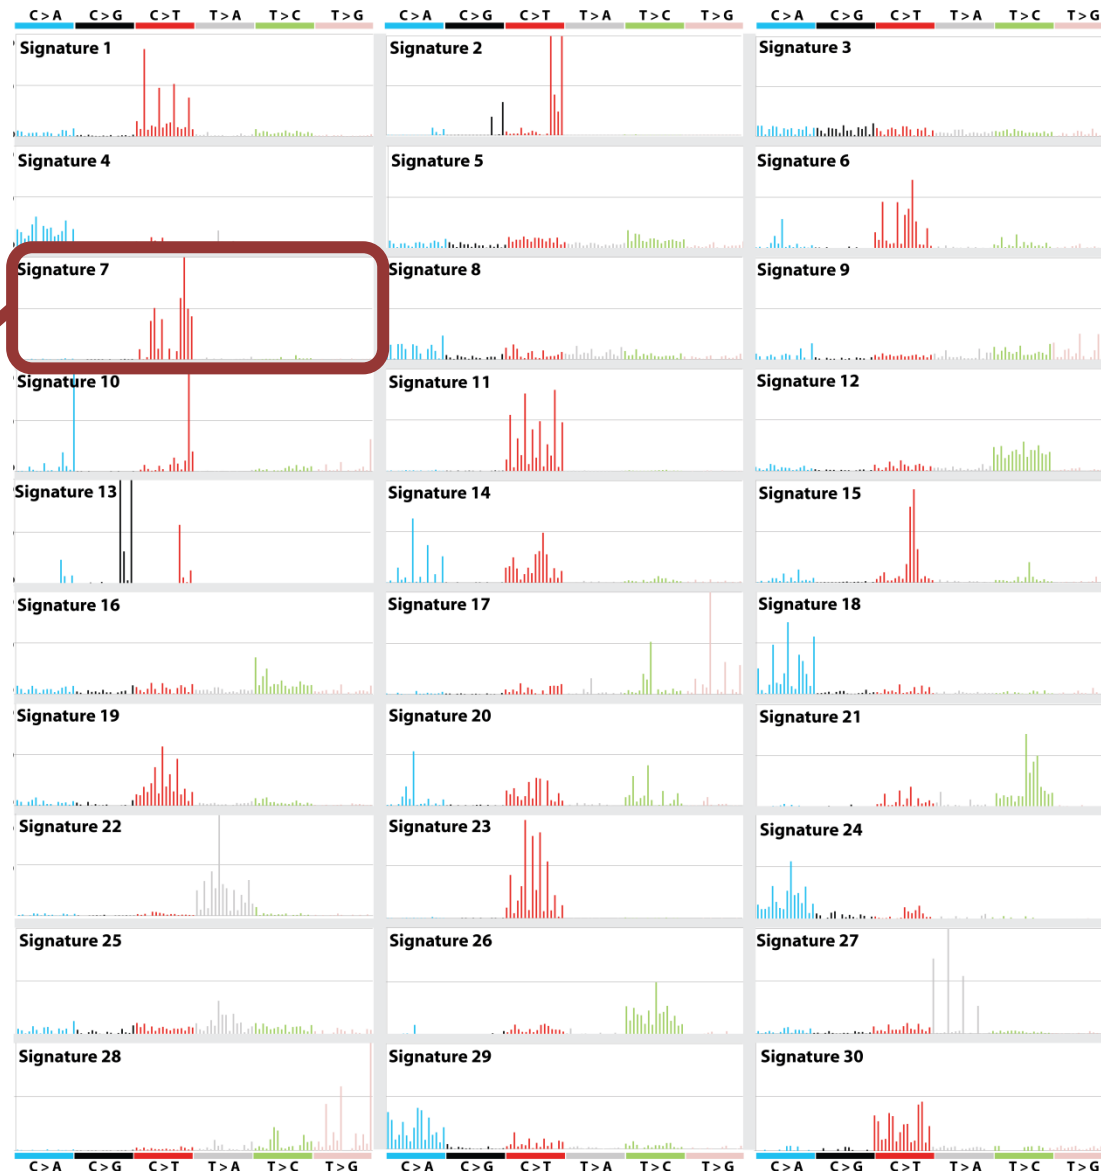 C>A C>G C>T T>A T>C T>G C>A C>G C>T T>A T>C T>G C>A C>G C>T T>A T>C T>G
Signature 1 Signature 2 Signature 3
Signature 4 Signature 5 Signature 6
Signature 7 Signature 8 Signature 9
Signature 10 Signature 11 Signature 12
Signature 13 Signature 14 Signature 15
Signature 16 Signature 17 Signature 18
Signature 19 Signature 20 Signature 21
Signature 22 Signature 23 Signature 24
Signature 25 Signature 26 Signature 27
Signature 28 Signature 29 Signature 30
C>A C>G C>T T>A T>C T>G C>A C>G C>T T>A T>C T>G C>A C>G C>T T>A T>C T>G